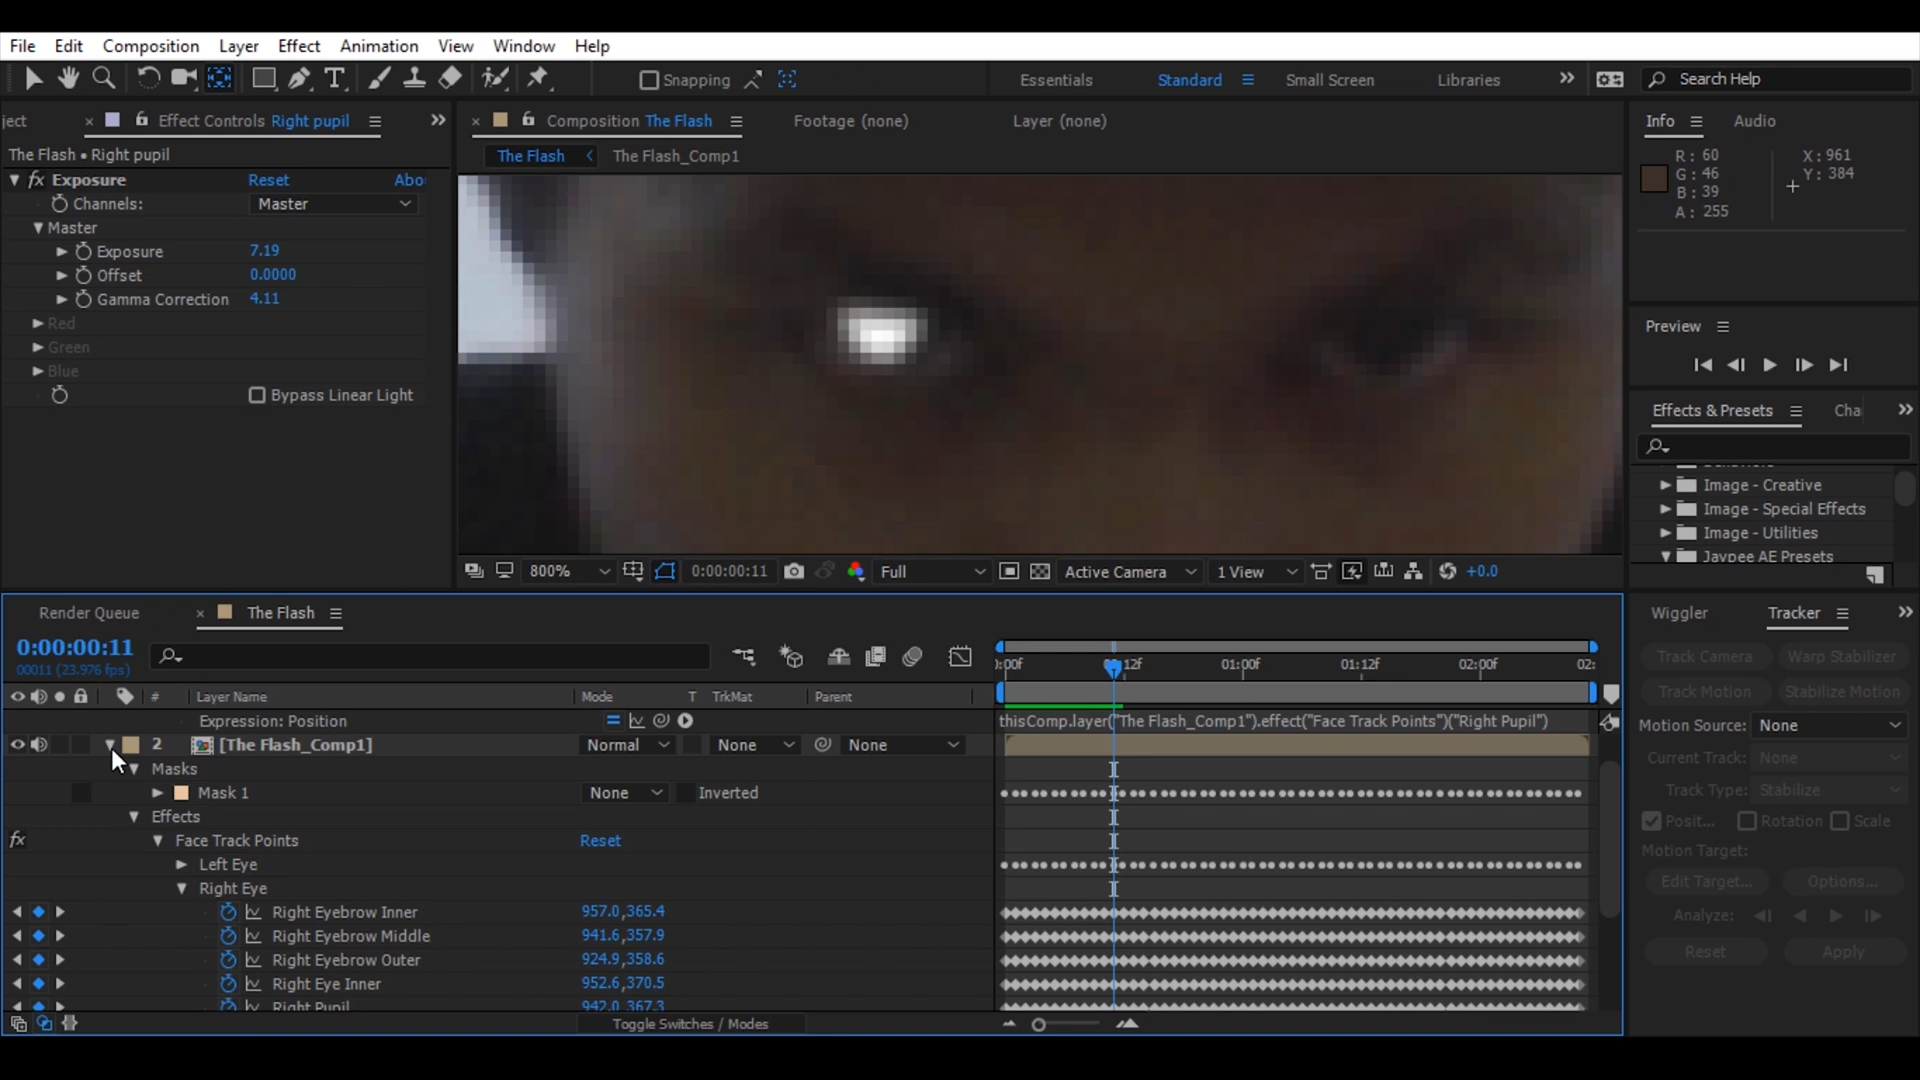 File Edit Composition Layer Effect Animation View Window Help
Snapping Essentials Standard Small Screen Libraries Search Help
ject Effect Controls Right pupil
Composition The Flash Footage (none) Layer (none)
Info Audio
The Flash • Right pupil
The Flash The Flash_Comp1
R: 60 X: 961
G: 46 Y: 384
B: 39
A: 255
fx Exposure Reset Abo
Channels: Master
Master
Exposure 7.19
Offset 0.0000
Gamma Correction 4.11
Red
Green
Blue
Bypass Linear Light
Preview
Effects & Presets Cha
Image - Creative
Image - Special Effects
Image - Utilities
Jaypee AE Presets
800% 0:00:00:11 Full Active Camera 1 View +0.0
Render Queue The Flash
Wiggler Tracker
0:00:00:11
00011 (23.976 fps)
:00f 00:12f 01:00f 01:12f 02:00f 02:
# Layer Name Mode T TrkMat Parent
Expression: Position thisComp.layer("The Flash_Comp1").effect("Face Track Points")("Right Pupil")
2 [The Flash_Comp1] Normal None None
Masks
Mask 1 None Inverted
Effects
fx Face Track Points Reset
Left Eye
Right Eye
Right Eyebrow Inner 957.0,365.4
Right Eyebrow Middle 941.6,357.9
Right Eyebrow Outer 924.9,358.6
Right Eye Inner 952.6,370.5
Right Pupil 942.0,367.3
Toggle Switches / Modes
Track Camera Warp Stabilizer
Track Motion Stabilize Motion
Motion Source: None
Current Track: None
Track Type: Stabilize
Posit... Rotation Scale
Motion Target:
Edit Target... Options...
Analyze:
Reset Apply